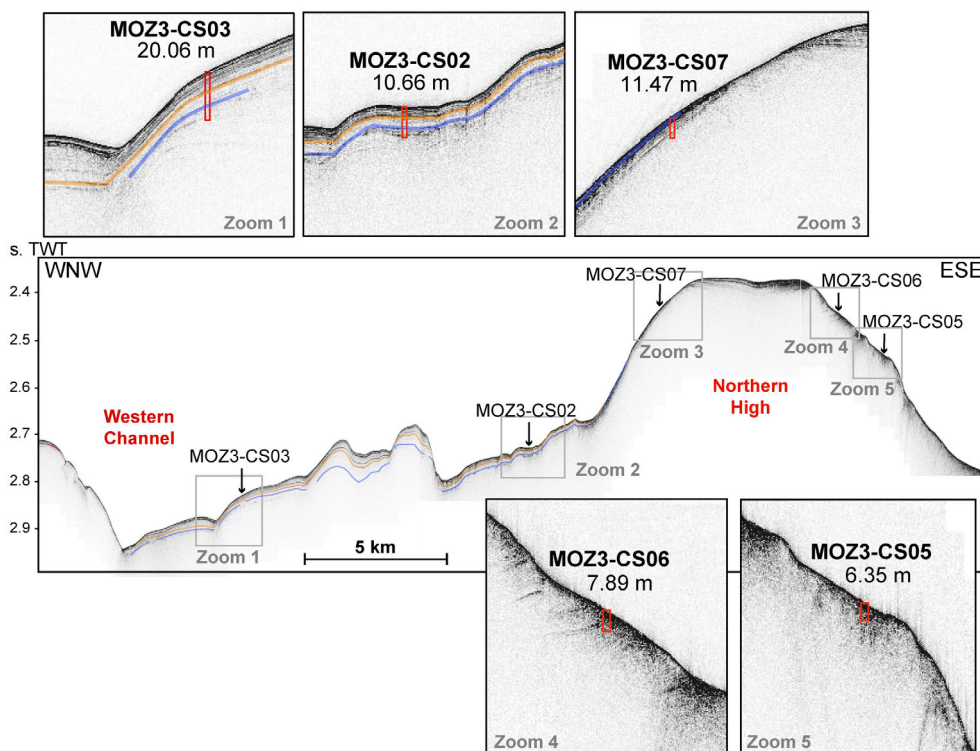 MOZ3-CS03
20.06 m
Zoom 1
MOZ3-CS02
10.66 m
Zoom 2
MOZ3-CS07
11.47 m
Zoom 3
s. TWT
WNW
ESE
2.4
2.5
2.6
2.7
2.8
2.9
MOZ3-CS07
MOZ3-CS06
MOZ3-CS05
Zoom 3
Zoom 4
Zoom 5
Northern
High
Western
Channel
MOZ3-CS02
Zoom 2
MOZ3-CS03
Zoom 1
5 km
MOZ3-CS06
7.89 m
Zoom 4
MOZ3-CS05
6.35 m
Zoom 5